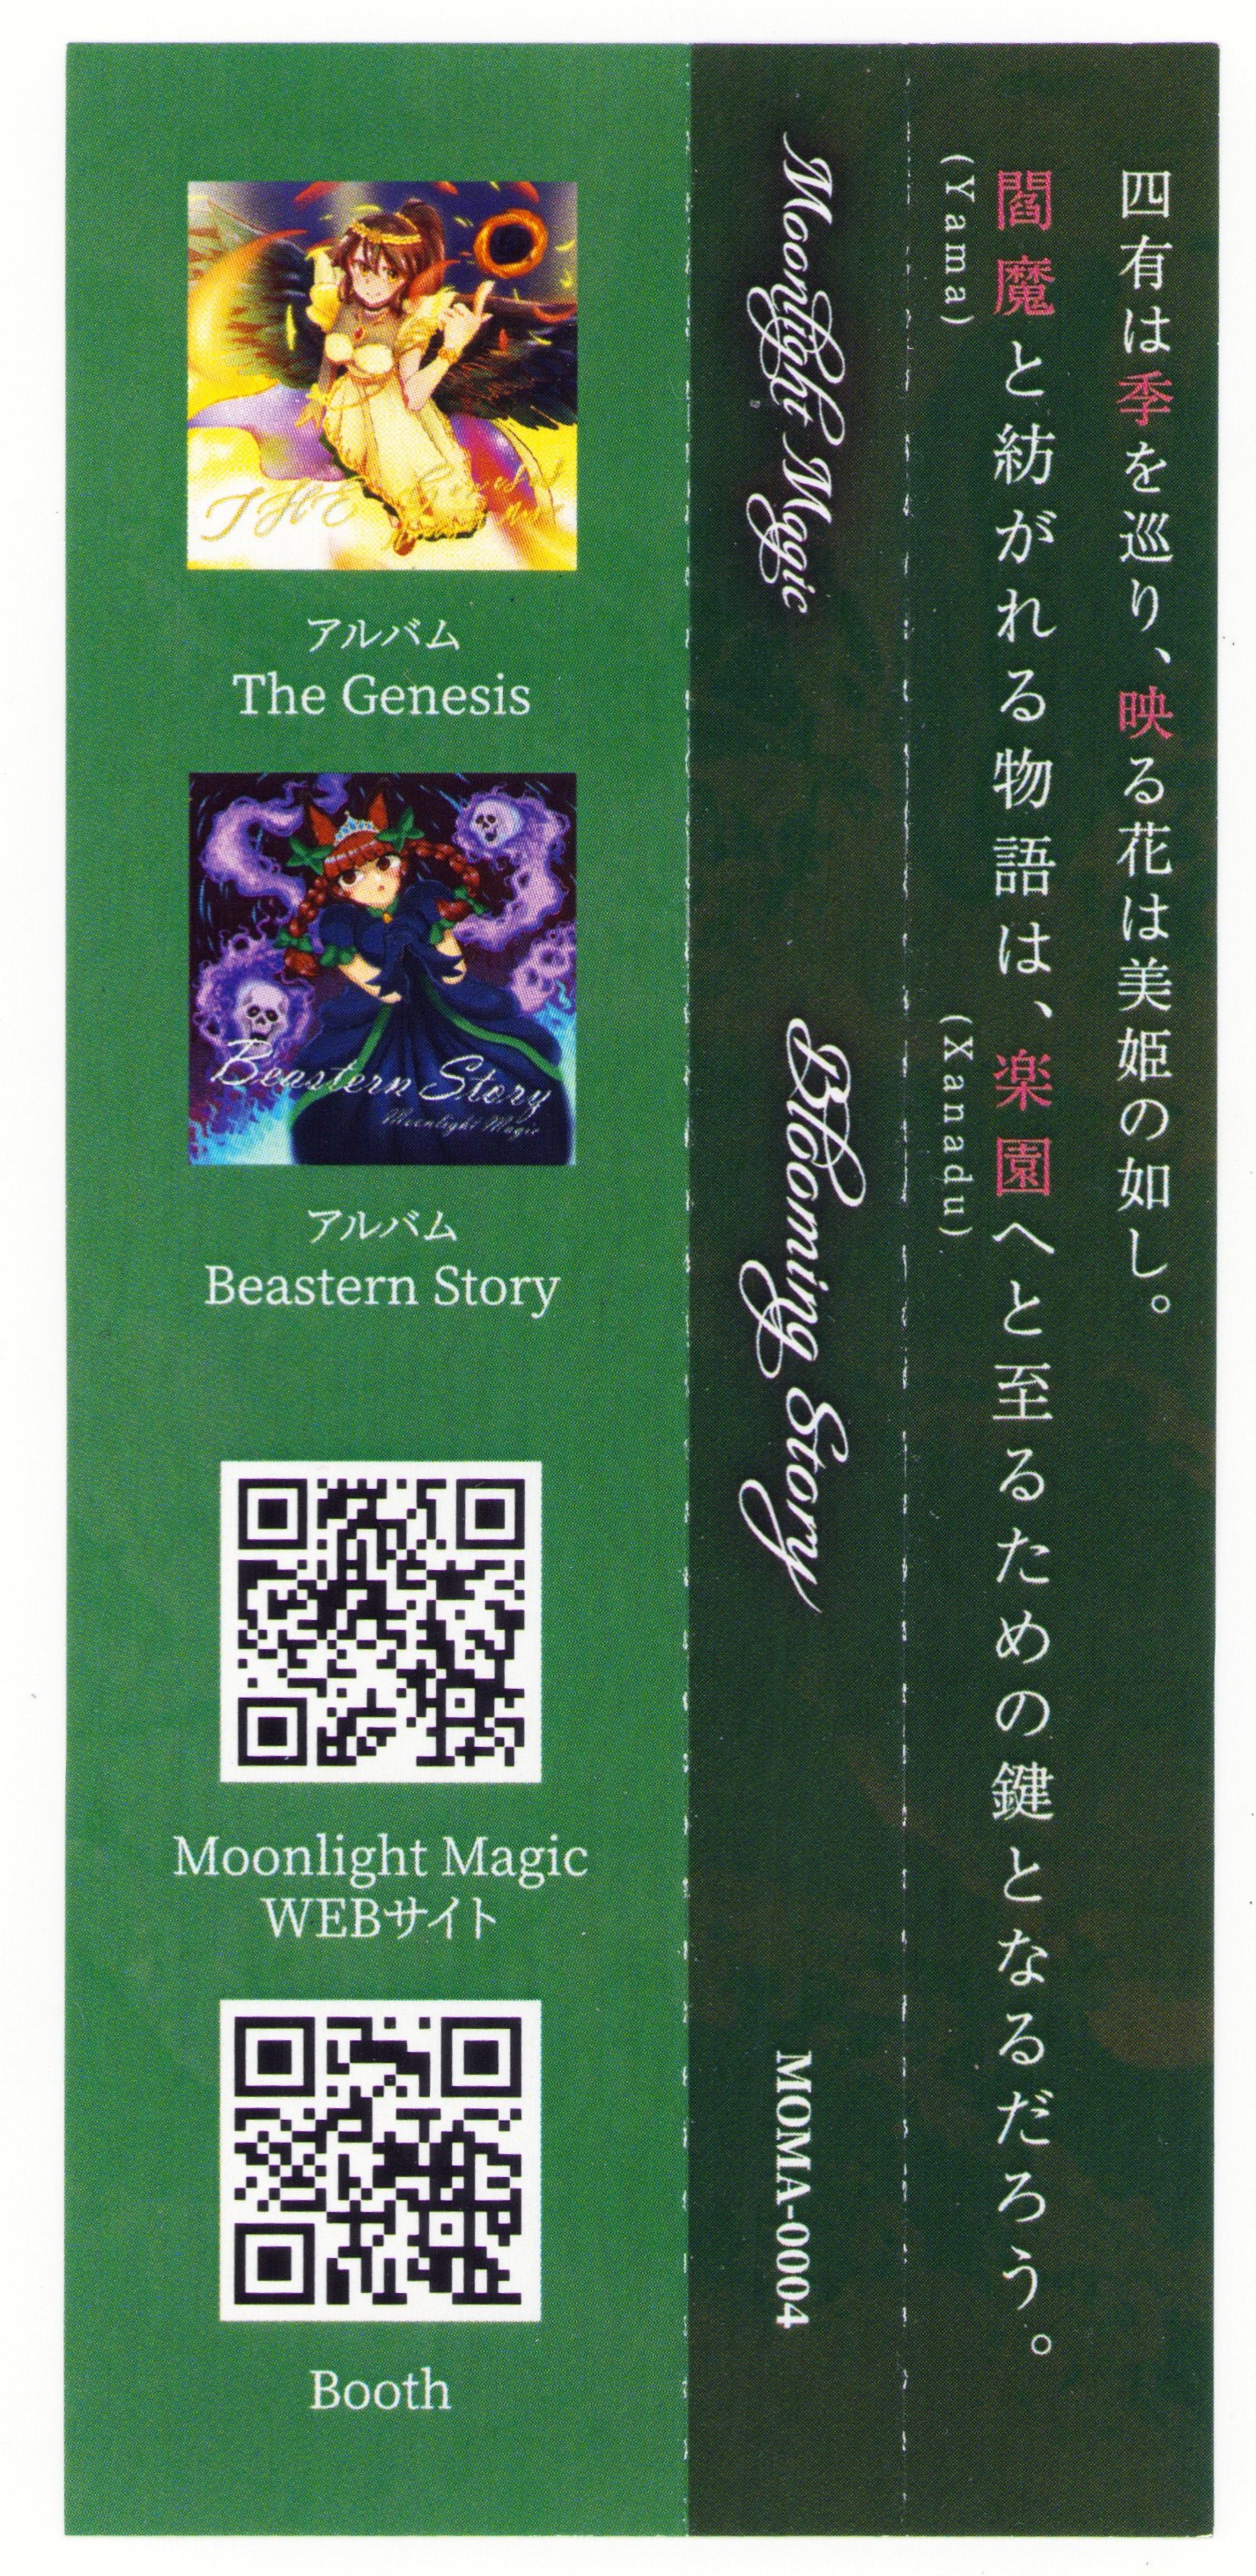 四有は季を巡り、映る花は美姫の如し。
閻魔と紡がれる物語は、楽園へと至るための鍵となるだろう。
(Yama)
(Xanadu)
Moonlight Magic
Blooming Story
MOMA-0004
THE Genesis
アルバム
The Genesis
Beastern Story
Moonlight Magic
アルバム
Beastern Story
Moonlight Magic
WEBサイト
Booth